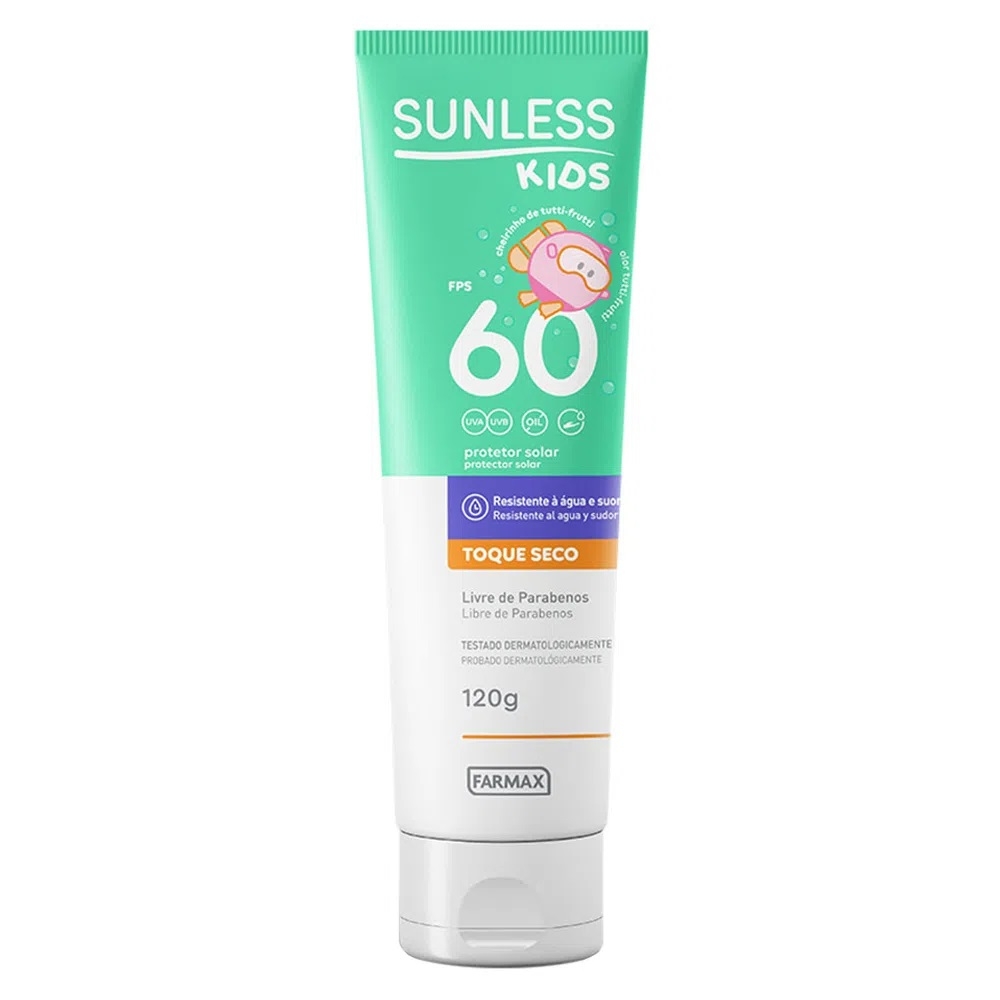 SUNLESS
KIDS
cheirinho de tutti-frutti
olor tutti-frutti
FPS
60
UVA UVB OIL
protetor solar
protector solar
Resistente à água e suor
Resistente al agua y sudor
TOQUE SECO
Livre de Parabenos
Libre de Parabenos
TESTADO DERMATOLOGICAMENTE
PROBADO DERMATOLÓGICAMENTE
120g
FARMAX